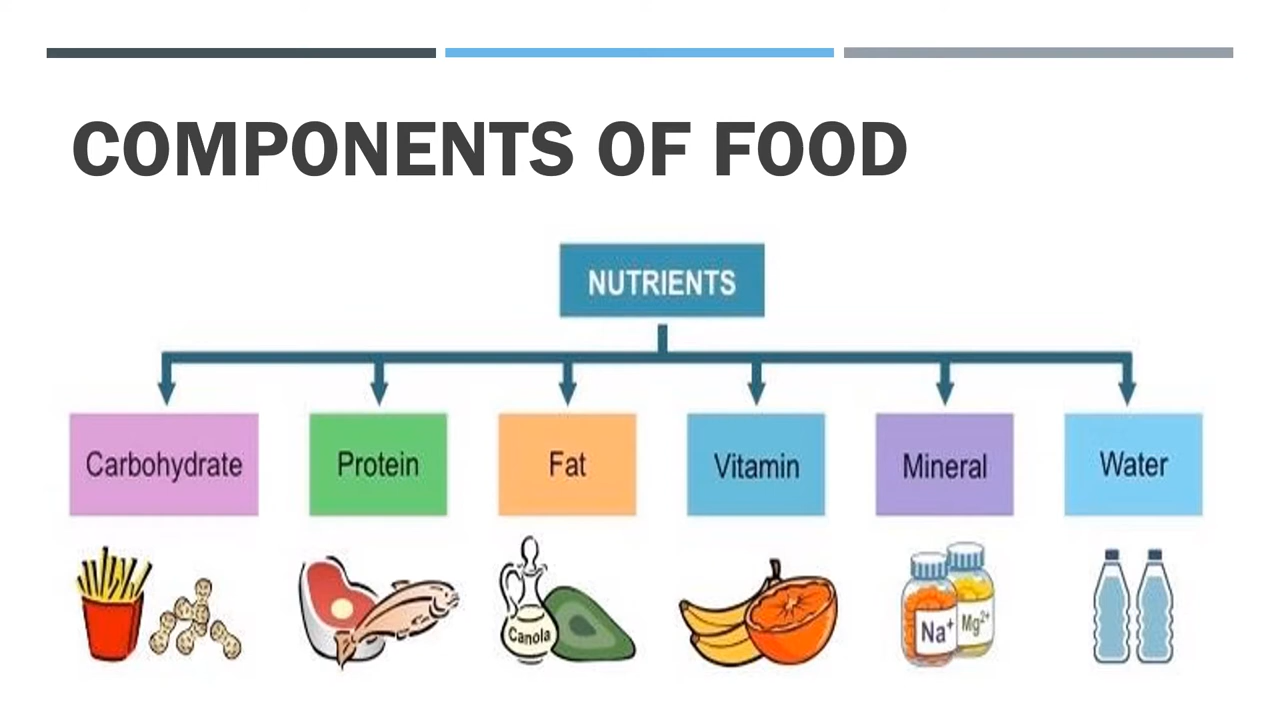 COMPONENTS OF FOOD
NUTRIENTS
Carbohydrate
Protein
Fat
Vitamin
Mineral
Water
Canola
Na⁺
Mg²⁺